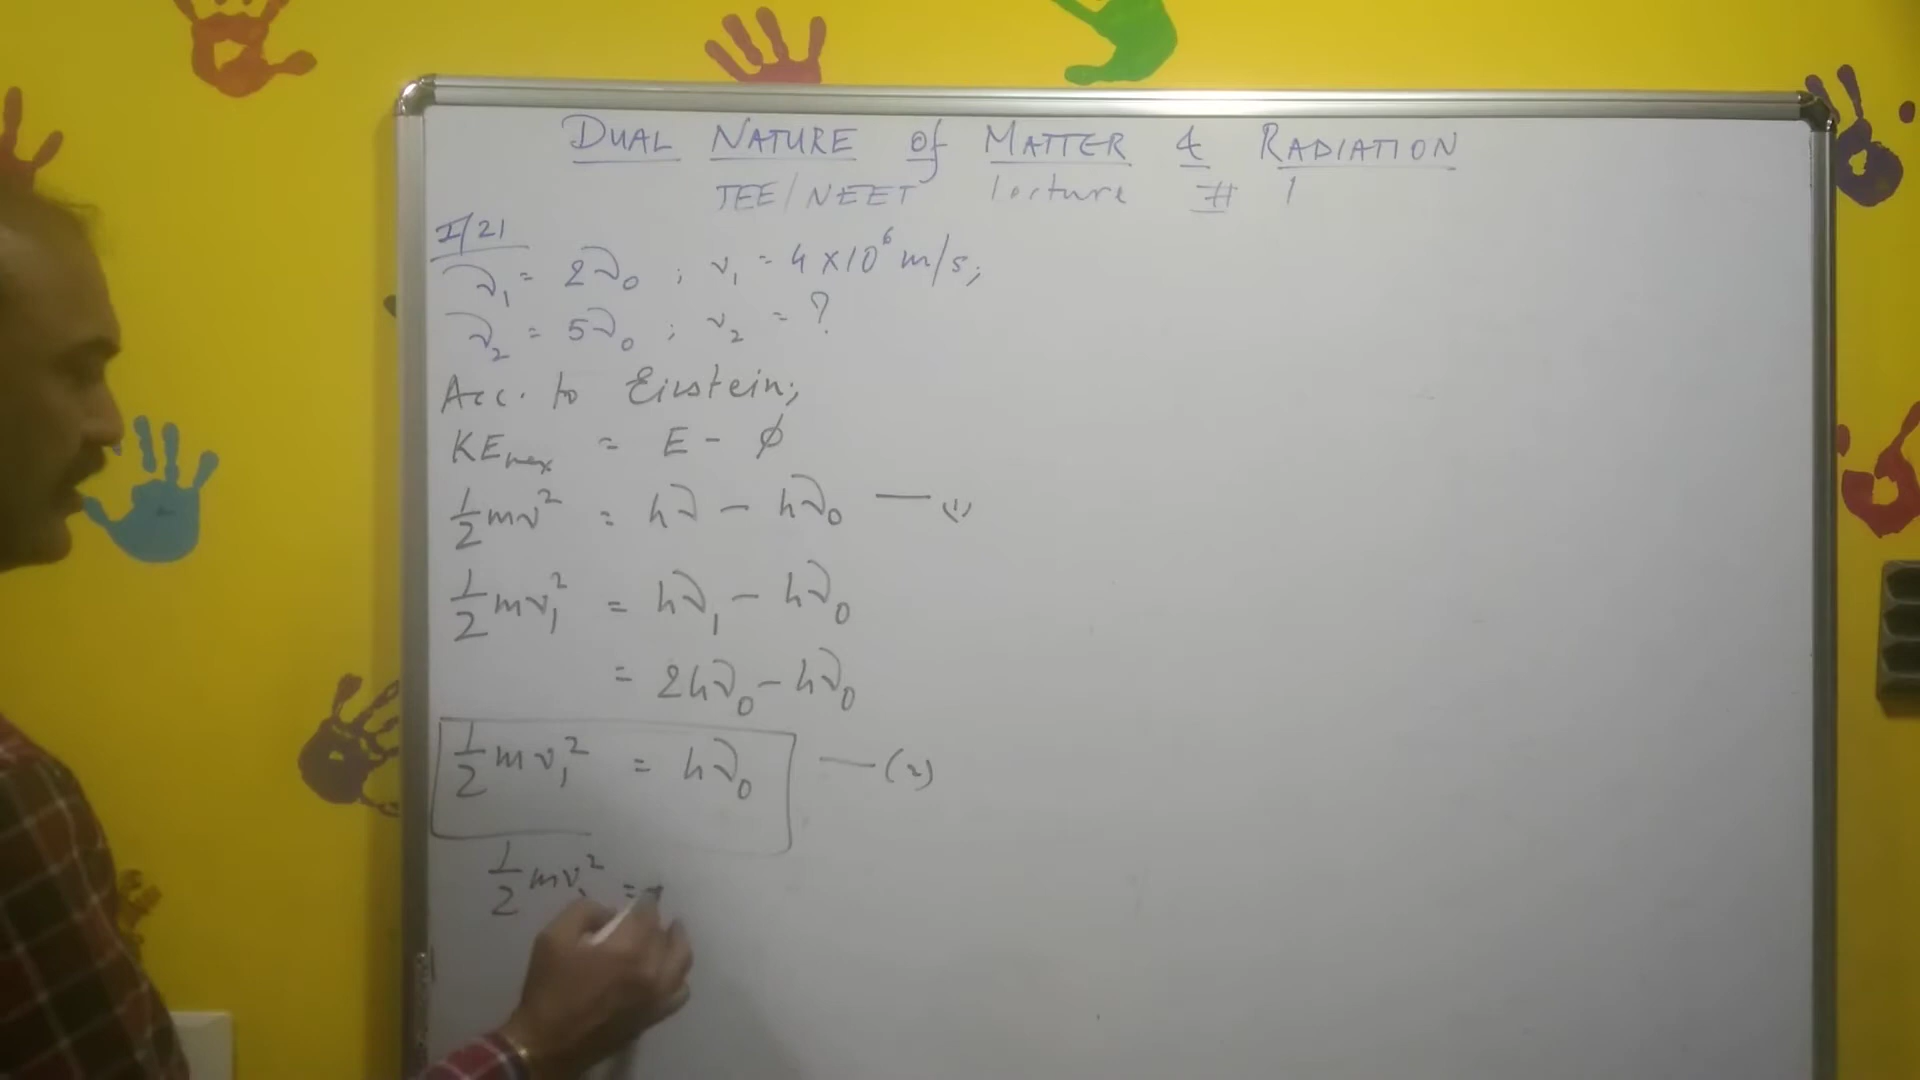 DUAL NATURE of MATTER & RADIATION
JEE/NEET lecture # 1
I/21
ν₁ = 2ν₀ ; v₁ = 4×10⁶ m/s;
ν₂ = 5ν₀ ; v₂ = ?
Acc. to Einstein;
KEmax = E - φ
1/2 mv² = hν - hν₀ — (1)
1/2 mv₁² = hν₁ - hν₀
= 2hν₀ - hν₀
1/2 mv₁² = hν₀ — (2)
1/2 mv² =